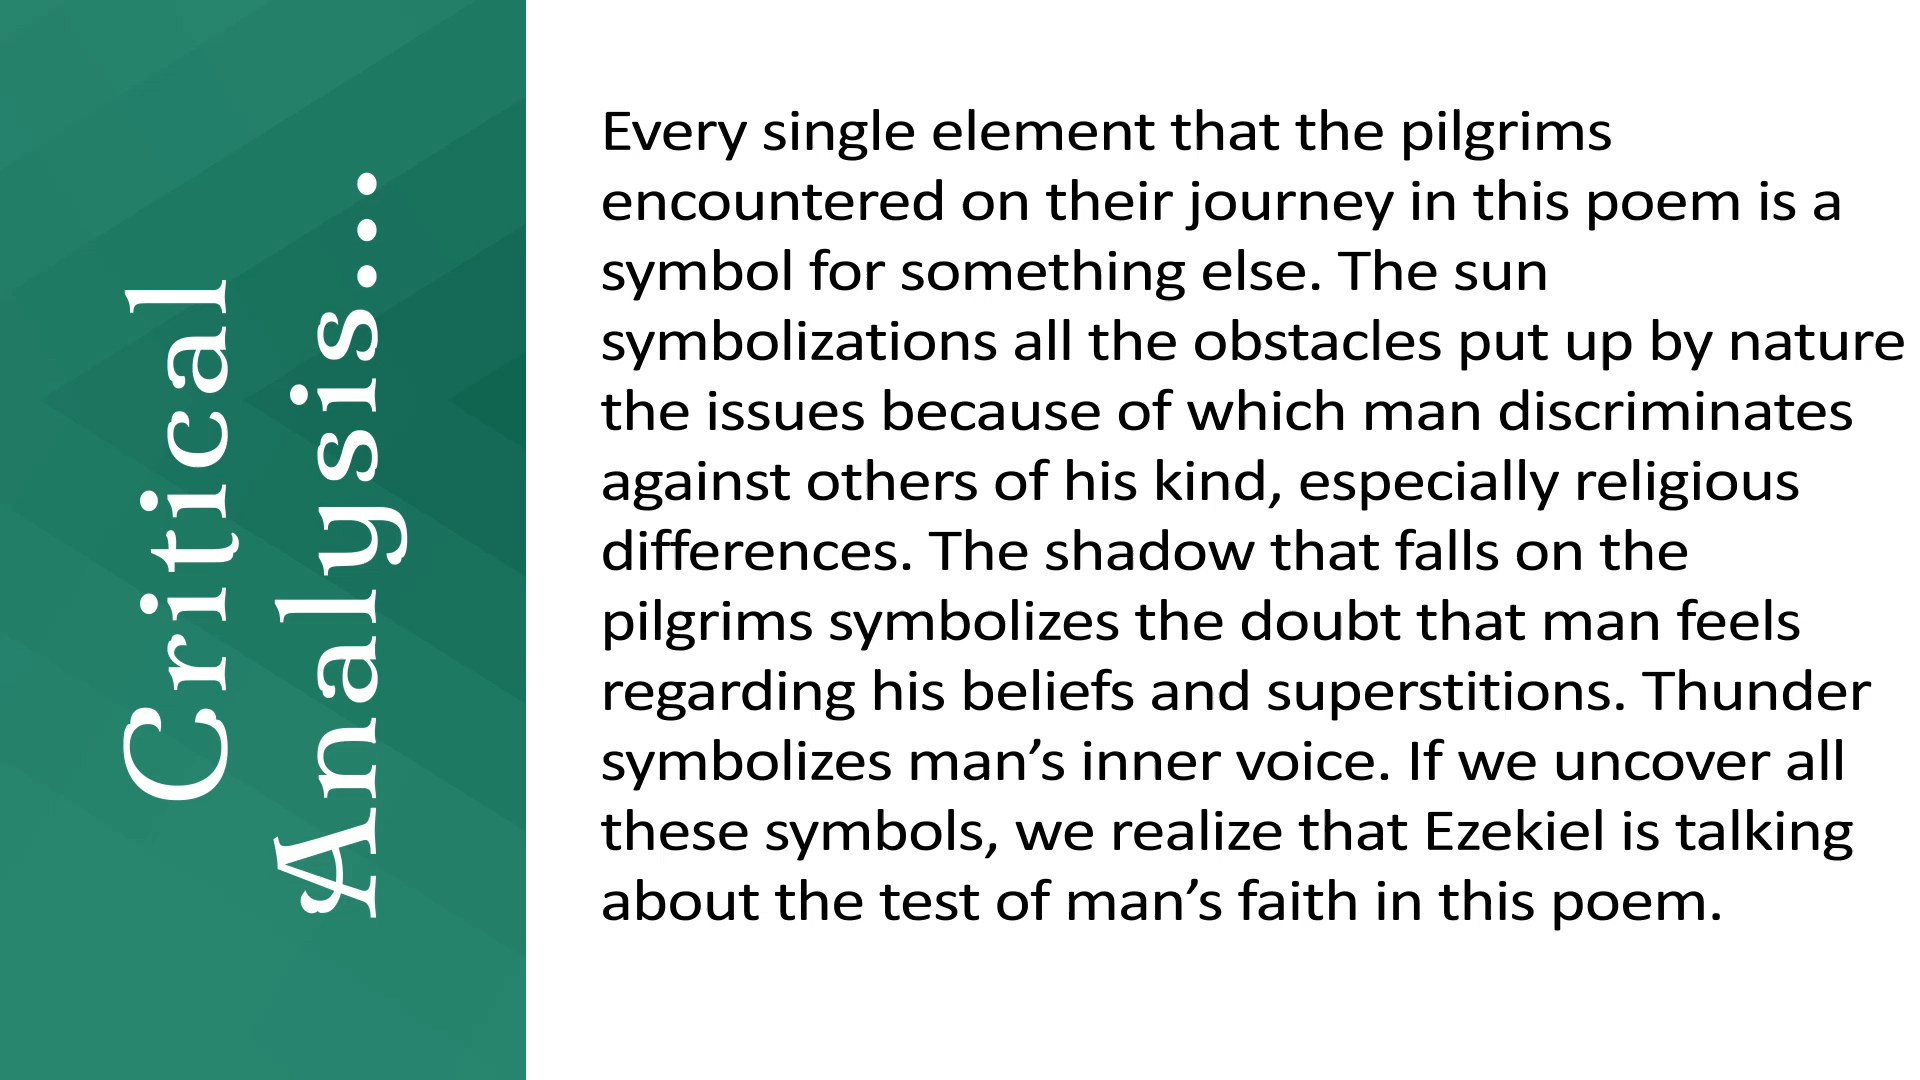 Critical
Analysis...
Every single element that the pilgrims
encountered on their journey in this poem is a
symbol for something else. The sun
symbolizations all the obstacles put up by nature
the issues because of which man discriminates
against others of his kind, especially religious
differences. The shadow that falls on the
pilgrims symbolizes the doubt that man feels
regarding his beliefs and superstitions. Thunder
symbolizes man’s inner voice. If we uncover all
these symbols, we realize that Ezekiel is talking
about the test of man’s faith in this poem.